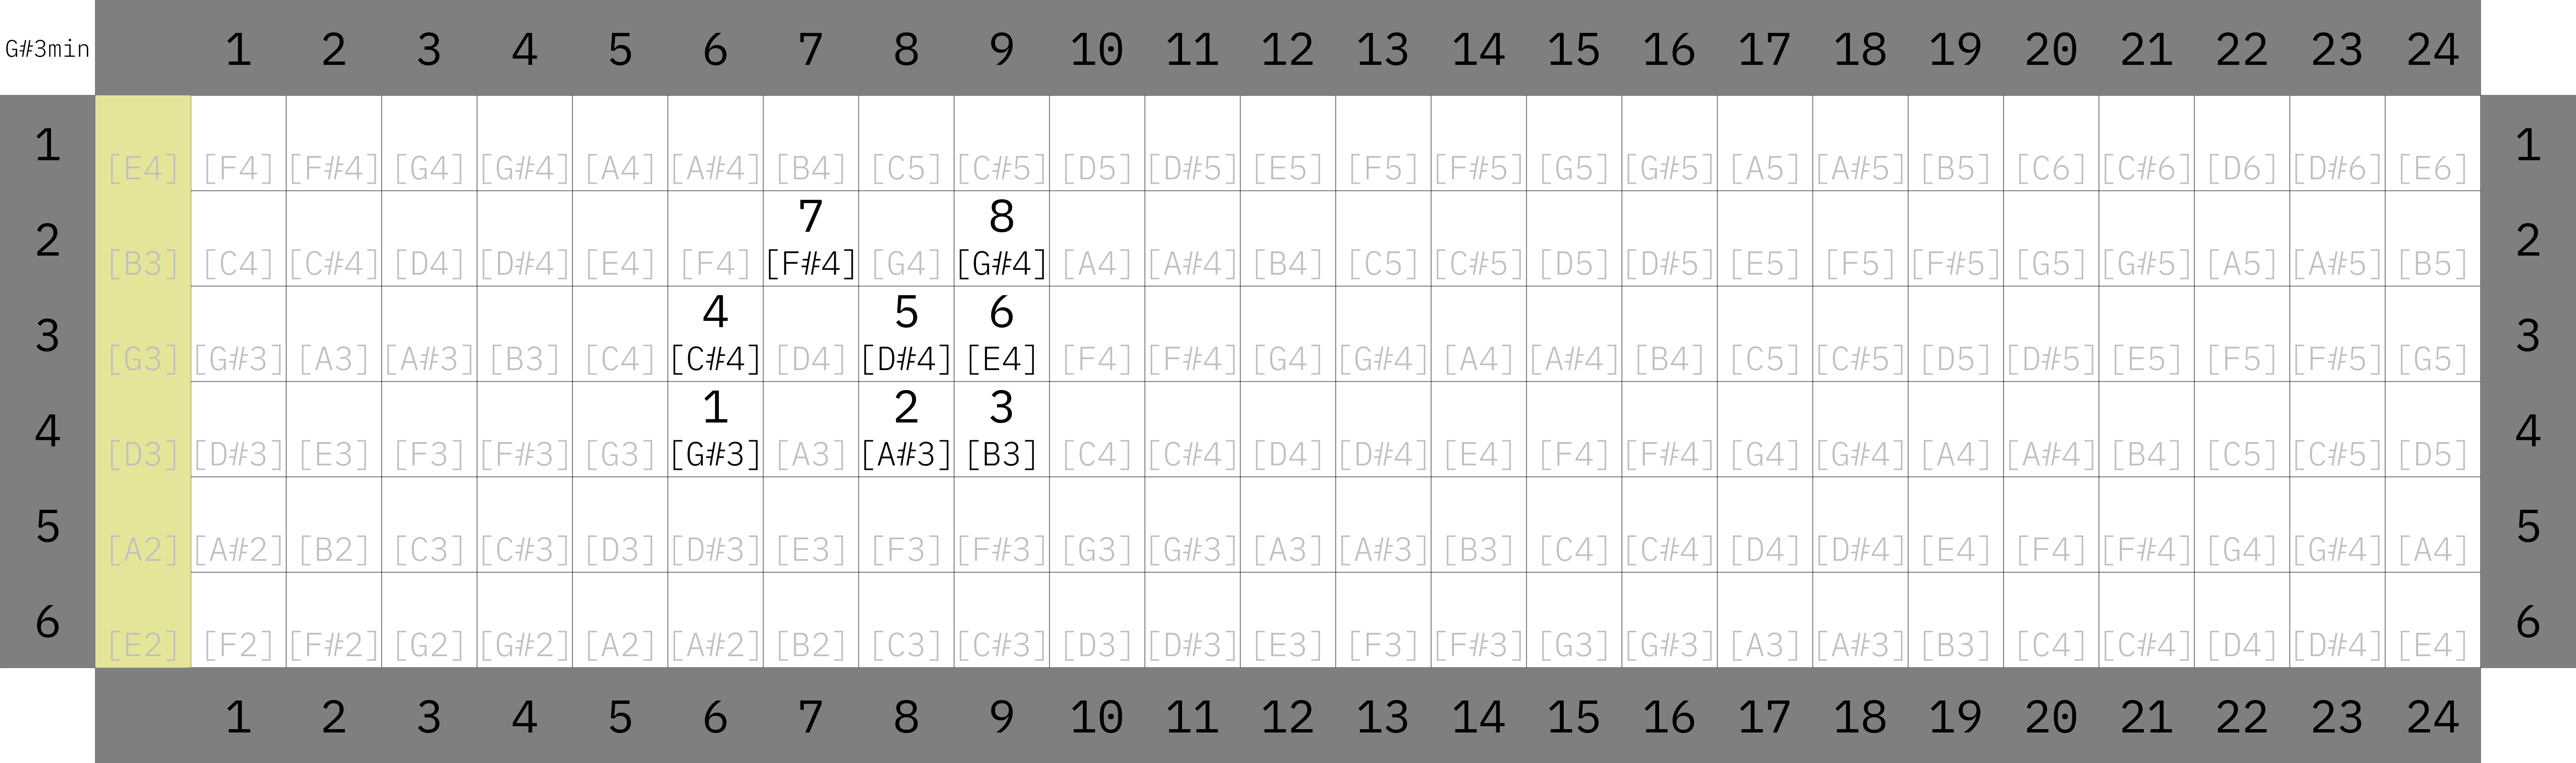 G#3min 1 2 3 4 5 6 7 8 9 10 11 12 13 14 15 16 17 18 19 20 21 22 23 24
1 [E4] [F4] [F#4] [G4] [G#4] [A4] [A#4] [B4] [C5] [C#5] [D5] [D#5] [E5] [F5] [F#5] [G5] [G#5] [A5] [A#5] [B5] [C6] [C#6] [D6] [D#6] [E6] 1
7 8
2 [B3] [C4] [C#4] [D4] [D#4] [E4] [F4] [F#4] [G4] [G#4] [A4] [A#4] [B4] [C5] [C#5] [D5] [D#5] [E5] [F5] [F#5] [G5] [G#5] [A5] [A#5] [B5] 2
4 5 6
3 [G3] [G#3] [A3] [A#3] [B3] [C4] [C#4] [D4] [D#4] [E4] [F4] [F#4] [G4] [G#4] [A4] [A#4] [B4] [C5] [C#5] [D5] [D#5] [E5] [F5] [F#5] [G5] 3
1 2 3
4 [D3] [D#3] [E3] [F3] [F#3] [G3] [G#3] [A3] [A#3] [B3] [C4] [C#4] [D4] [D#4] [E4] [F4] [F#4] [G4] [G#4] [A4] [A#4] [B4] [C5] [C#5] [D5] 4
5 [A2] [A#2] [B2] [C3] [C#3] [D3] [D#3] [E3] [F3] [F#3] [G3] [G#3] [A3] [A#3] [B3] [C4] [C#4] [D4] [D#4] [E4] [F4] [F#4] [G4] [G#4] [A4] 5
6 [E2] [F2] [F#2] [G2] [G#2] [A2] [A#2] [B2] [C3] [C#3] [D3] [D#3] [E3] [F3] [F#3] [G3] [G#3] [A3] [A#3] [B3] [C4] [C#4] [D4] [D#4] [E4] 6
1 2 3 4 5 6 7 8 9 10 11 12 13 14 15 16 17 18 19 20 21 22 23 24